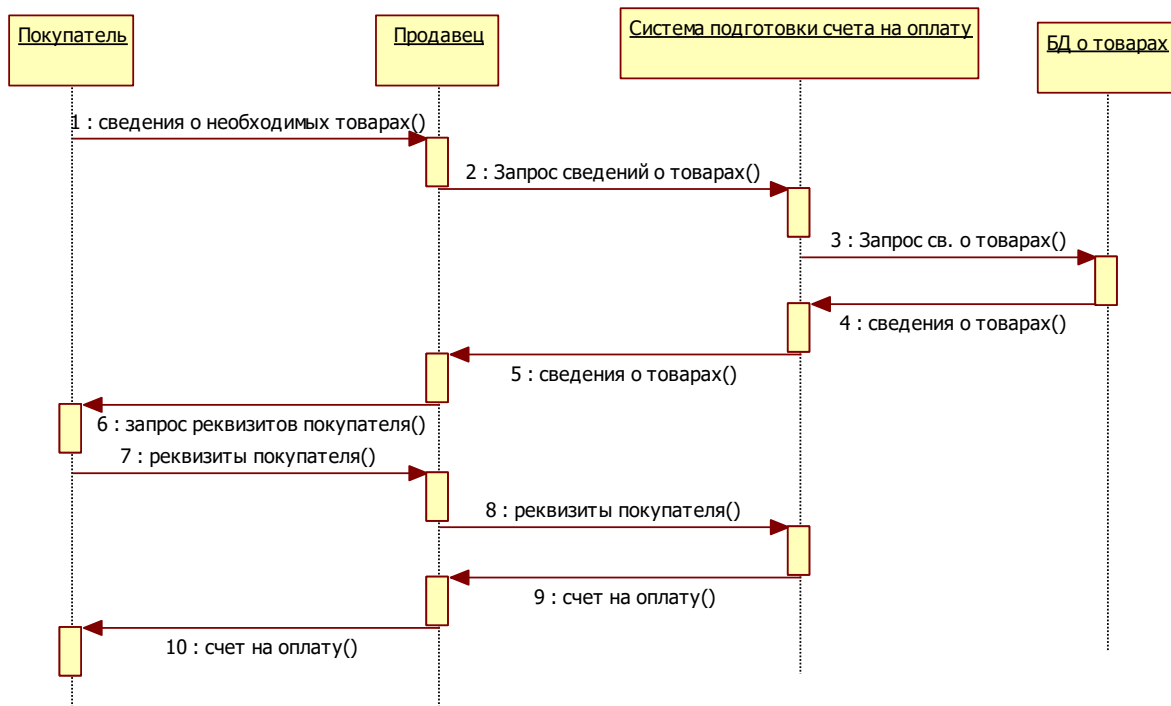 Покупатель
Продавец
Система подготовки счета на оплату
БД о товарах
1 : сведения о необходимых товарах()
2 : Запрос сведений о товарах()
3 : Запрос св. о товарах()
4 : сведения о товарах()
5 : сведения о товарах()
6 : запрос реквизитов покупателя()
7 : реквизиты покупателя()
8 : реквизиты покупателя()
9 : счет на оплату()
10 : счет на оплату()